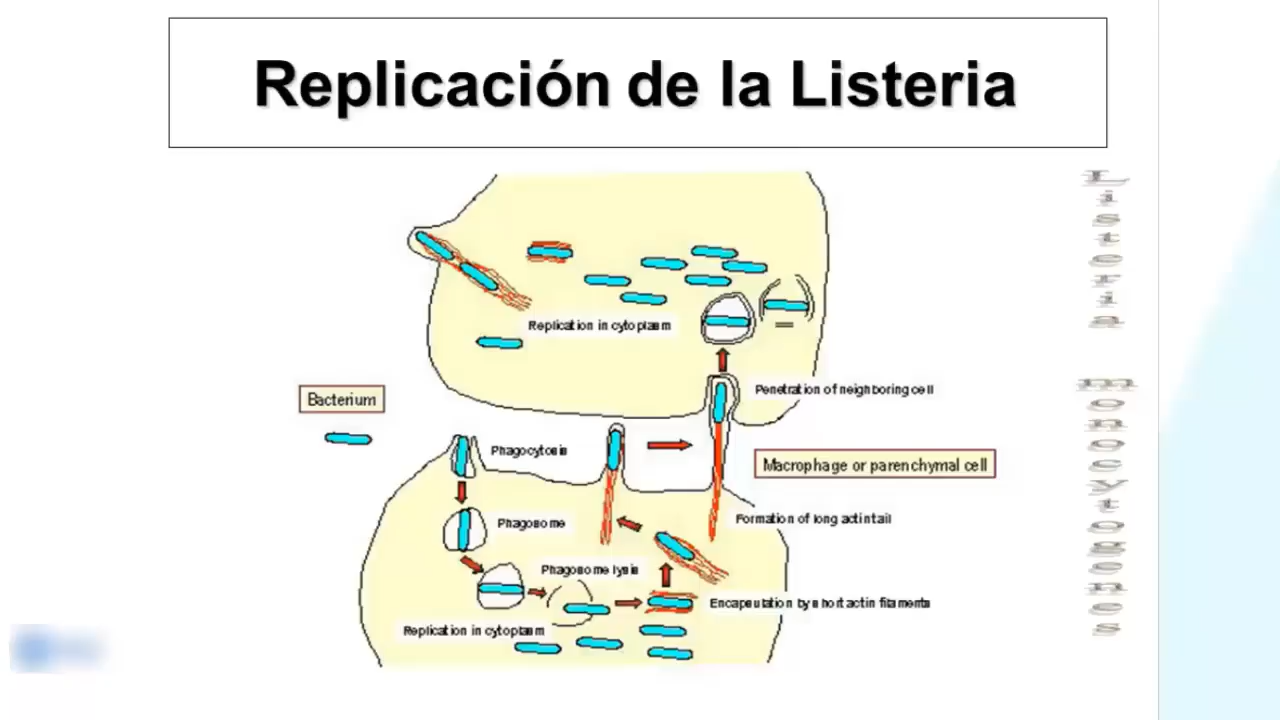 Replicación de la Listeria
Replication in cytoplasm
Penetration of neighboring cell
Bacterium
Phagocytosis
Macrophage or parenchymal cell
Phagosome
Formation of long actin tail
Phagosome lysis
Encapsulation by short actin filaments
Replication in cytoplasm
Listeria monocytogenes